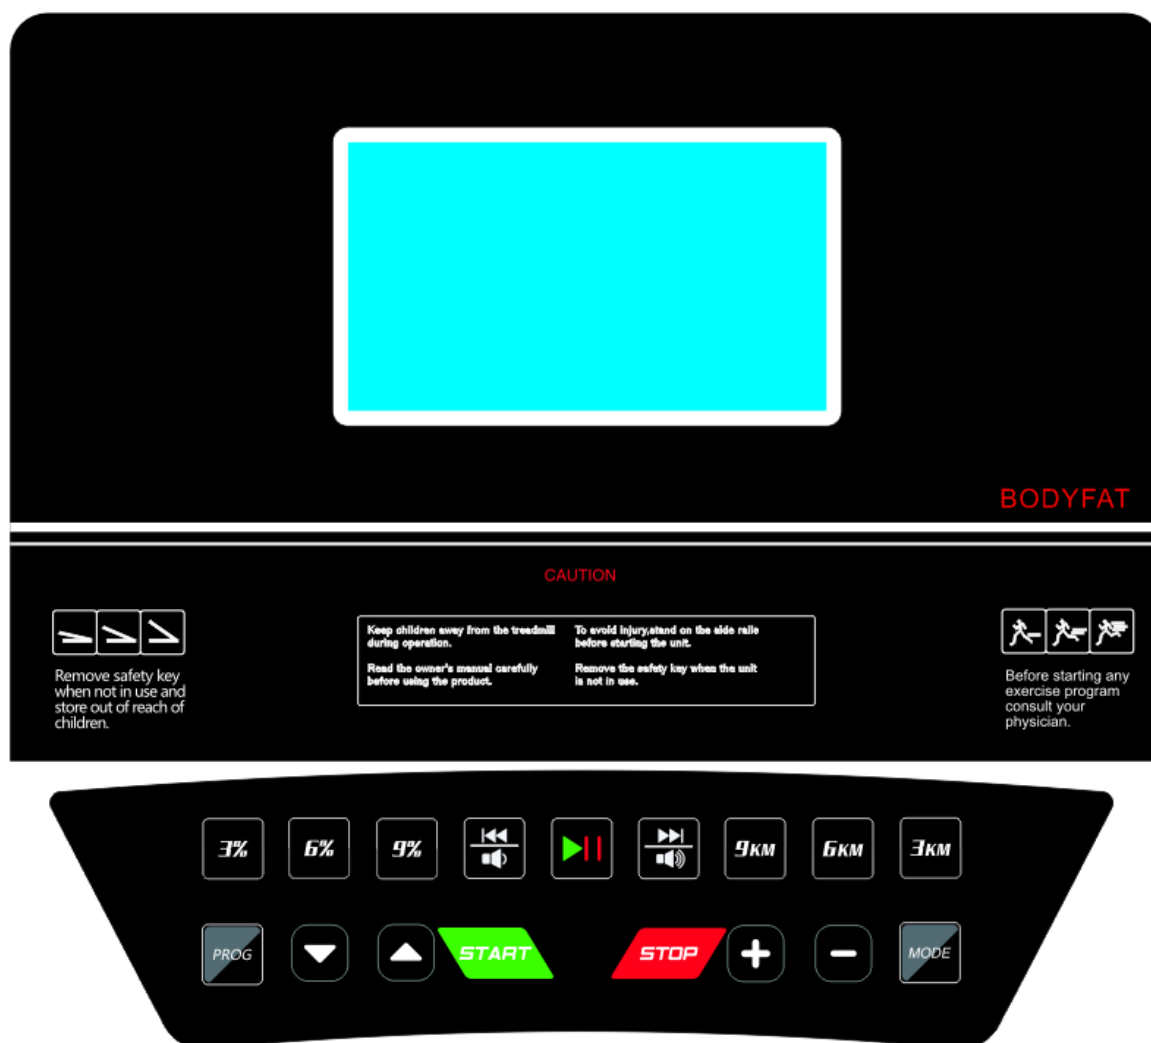 BODYFAT
CAUTION
Remove safety key
when not in use and
store out of reach of
children.
Keep children away from the treadmill
during operation.
Read the owner's manual carefully
before using the product.
To avoid injury,stand on the side rails
before starting the unit.
Remove the safety key when the unit
is not in use.
Before starting any
exercise program
consult your
physician.
3% 6% 9% 9KM 6KM 3KM
PROG START STOP MODE